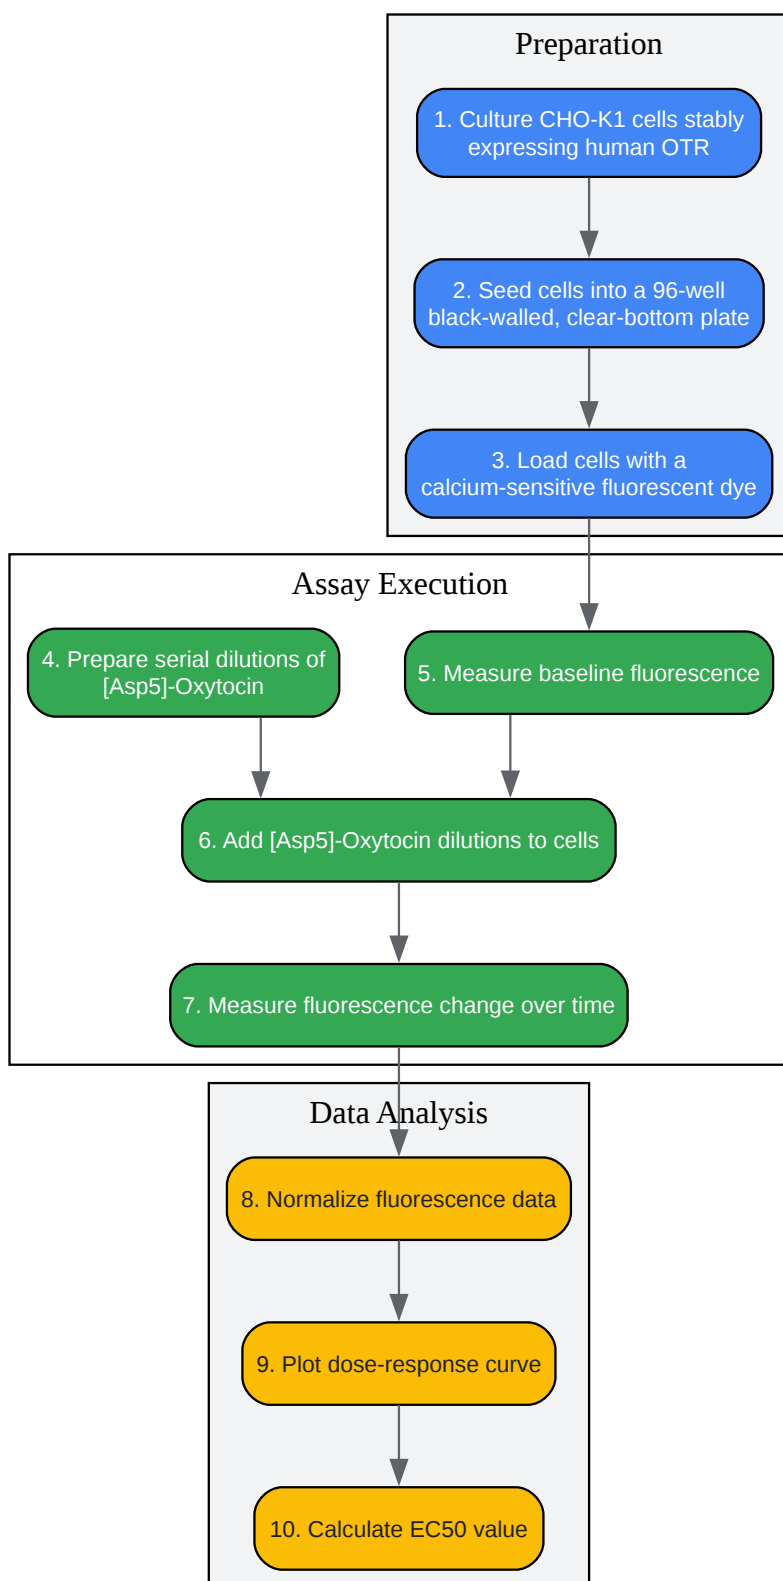 Preparation
1. Culture CHO-K1 cells stably
expressing human OTR
2. Seed cells into a 96-well
black-walled, clear-bottom plate
3. Load cells with a
calcium-sensitive fluorescent dye
Assay Execution
4. Prepare serial dilutions of
[Asp5]-Oxytocin
5. Measure baseline fluorescence
6. Add [Asp5]-Oxytocin dilutions to cells
7. Measure fluorescence change over time
Data Analysis
8. Normalize fluorescence data
9. Plot dose-response curve
10. Calculate EC50 value